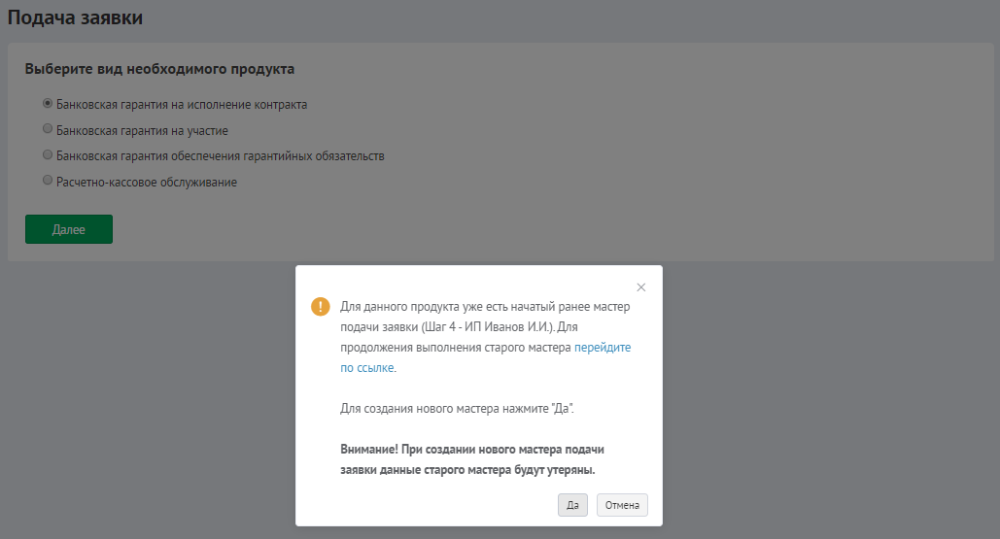 Подача заявки
Выберите вид необходимого продукта
Банковская гарантия на исполнение контракта
Банковская гарантия на участие
Банковская гарантия обеспечения гарантийных обязательств
Расчетно-кассовое обслуживание
Далее
Для данного продукта уже есть начатый ранее мастер
подачи заявки (Шаг 4 - ИП Иванов И.И.). Для
продолжения выполнения старого мастера перейдите
по ссылке.
Для создания нового мастера нажмите "Да".
Внимание! При создании нового мастера подачи
заявки данные старого мастера будут утеряны.
Да
Отмена